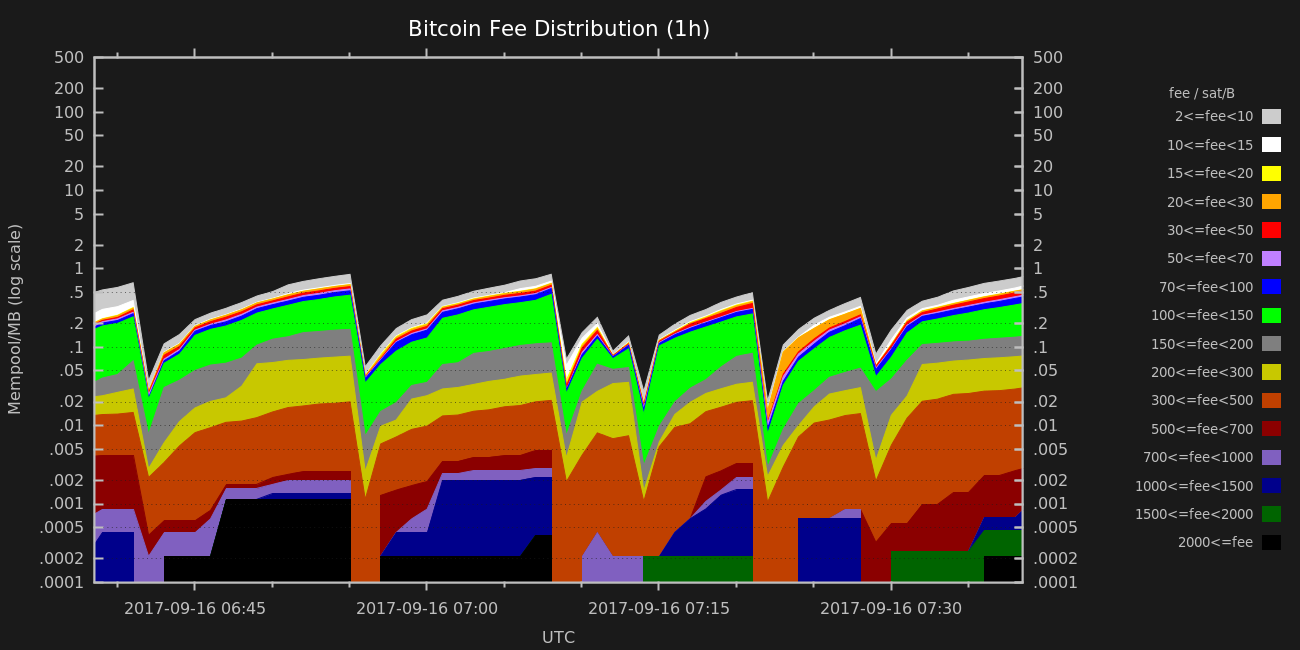 Bitcoin Fee Distribution (1h)
Mempool/MB (log scale)
500
200
100
50
20
10
5
2
1
.5
.2
.1
.05
.02
.01
.005
.002
.001
.0005
.0002
.0001
500
200
100
50
20
10
5
2
1
.5
.2
.1
.05
.02
.01
.005
.002
.001
.0005
.0002
.0001
2017-09-16 06:45 2017-09-16 07:00 2017-09-16 07:15 2017-09-16 07:30
UTC
fee / sat/B
2<=fee<10
10<=fee<15
15<=fee<20
20<=fee<30
30<=fee<50
50<=fee<70
70<=fee<100
100<=fee<150
150<=fee<200
200<=fee<300
300<=fee<500
500<=fee<700
700<=fee<1000
1000<=fee<1500
1500<=fee<2000
2000<=fee